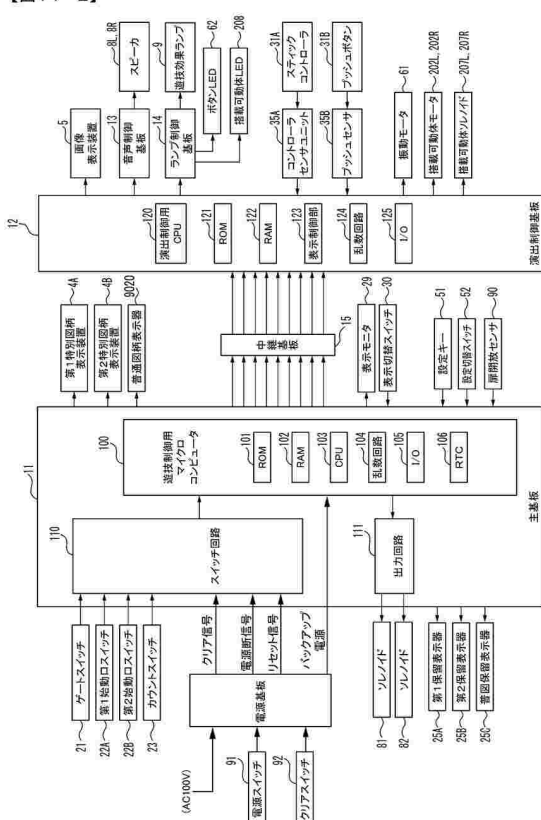 12
5
画像
表示装置
13
音声制御
基板
8L, 8R
スピーカ
14
ランプ制御
基板
9
遊技効果ランプ
62
ボタンLED
208
搭載可動体LED
35A
コントローラ
センサユニット
31A
スティック
コントローラ
35B
プッシュセンサ
31B
プッシュボタン
61
振動モータ
202L, 202R
搭載可動体モータ
207L, 207R
搭載可動体ソレノイド
120
演出制御用
CPU
121
ROM
122
RAM
123
表示制御部
124
乱数回路
125
I/O
演出制御基板
4A
第1特別図柄
表示装置
4B
第2特別図柄
表示装置
9020
普通図柄表示器
中継
基板
15
29
表示モニタ
30
表示切替スイッチ
51
設定キー
52
設定切替スイッチ
90
扉開放センサ
11
100
遊技制御用
マイクロ
コンピュータ
101
ROM
102
RAM
103
CPU
104
乱数回路
105
I/O
106
RTC
110
スイッチ回路
111
出力回路
主基板
21
ゲートスイッチ
22A
第1始動口スイッチ
22B
第2始動口スイッチ
23
カウントスイッチ
クリア信号
電源断信号
リセット信号
バックアップ
電源
電源基板
(AC100V)
91
電源スイッチ
92
クリアスイッチ
81
ソレノイド
82
ソレノイド
25A
第1保留表示器
25B
第2保留表示器
25C
普図保留表示器